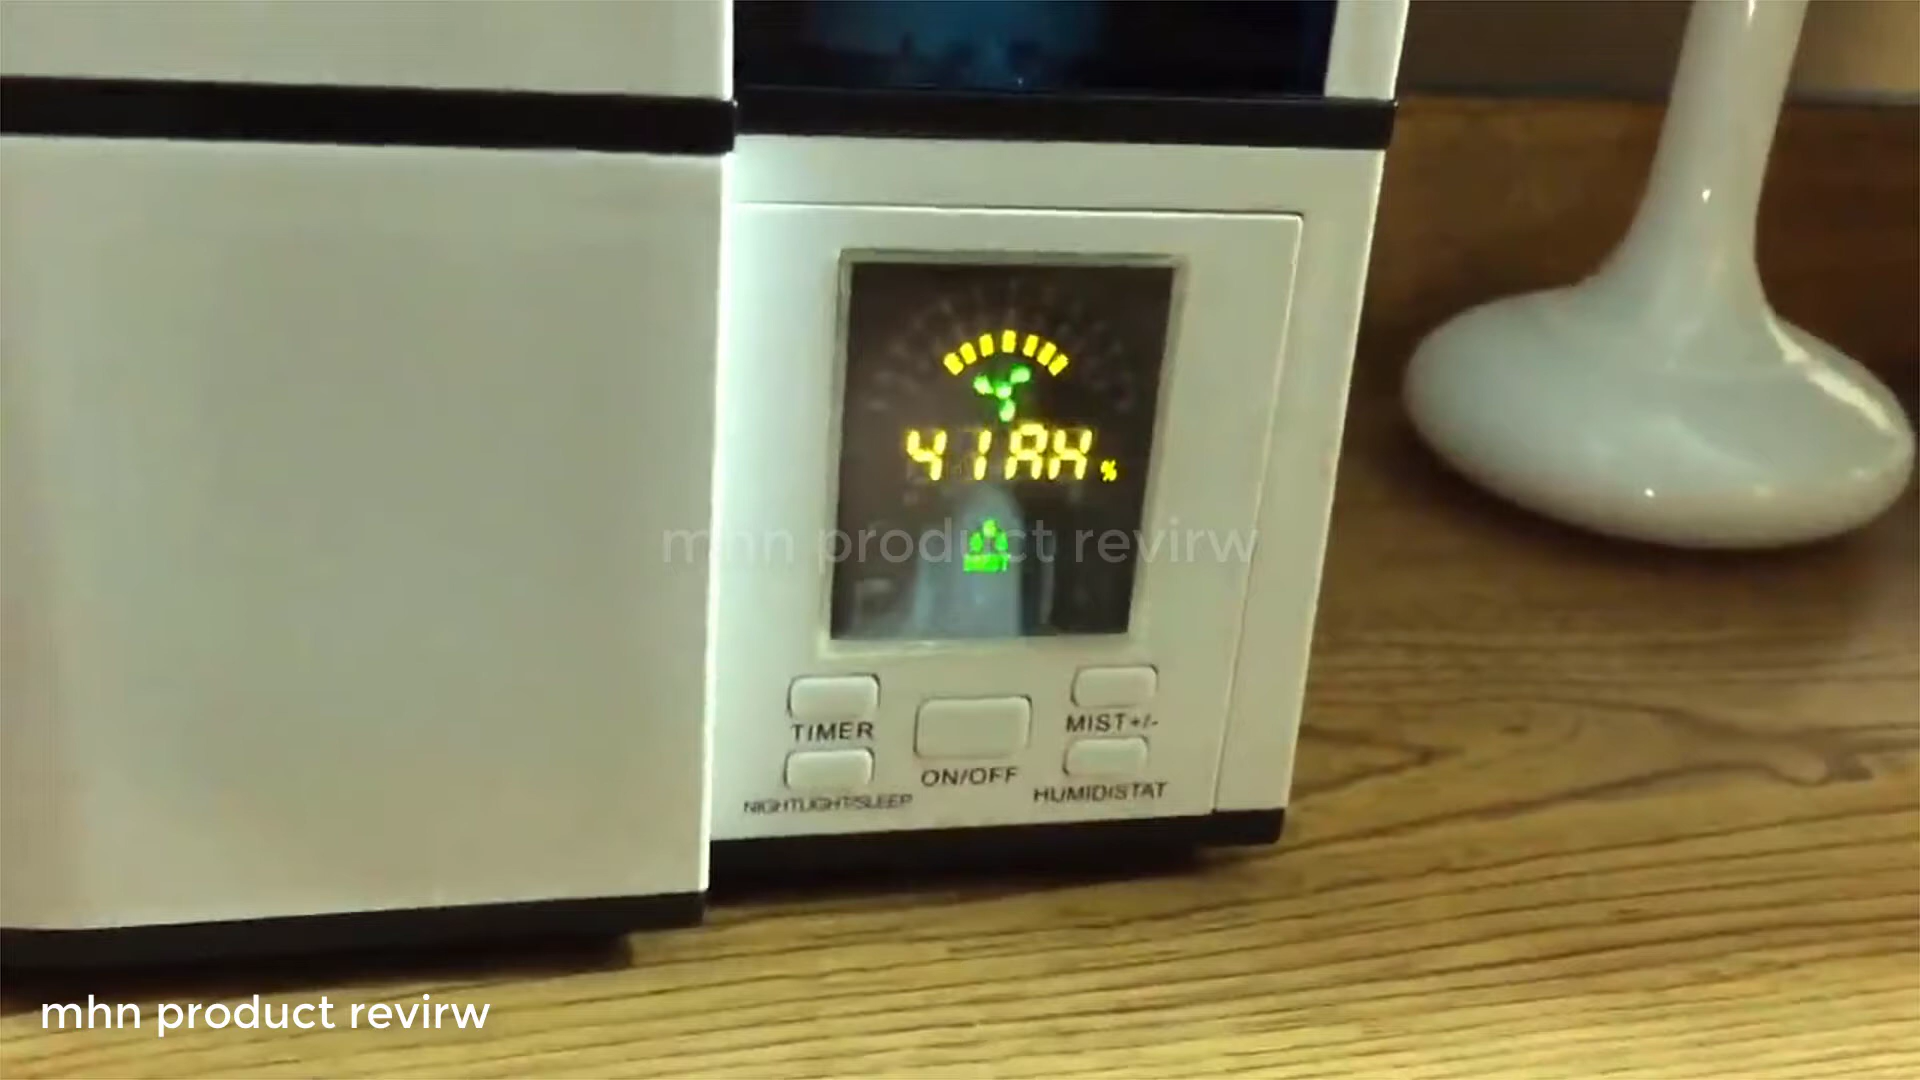 41RH%
mhn product revirw
TIMER
MIST+/-
ON/OFF
NIGHTLIGHT/SLEEP
HUMIDISTAT
mhn product revirw